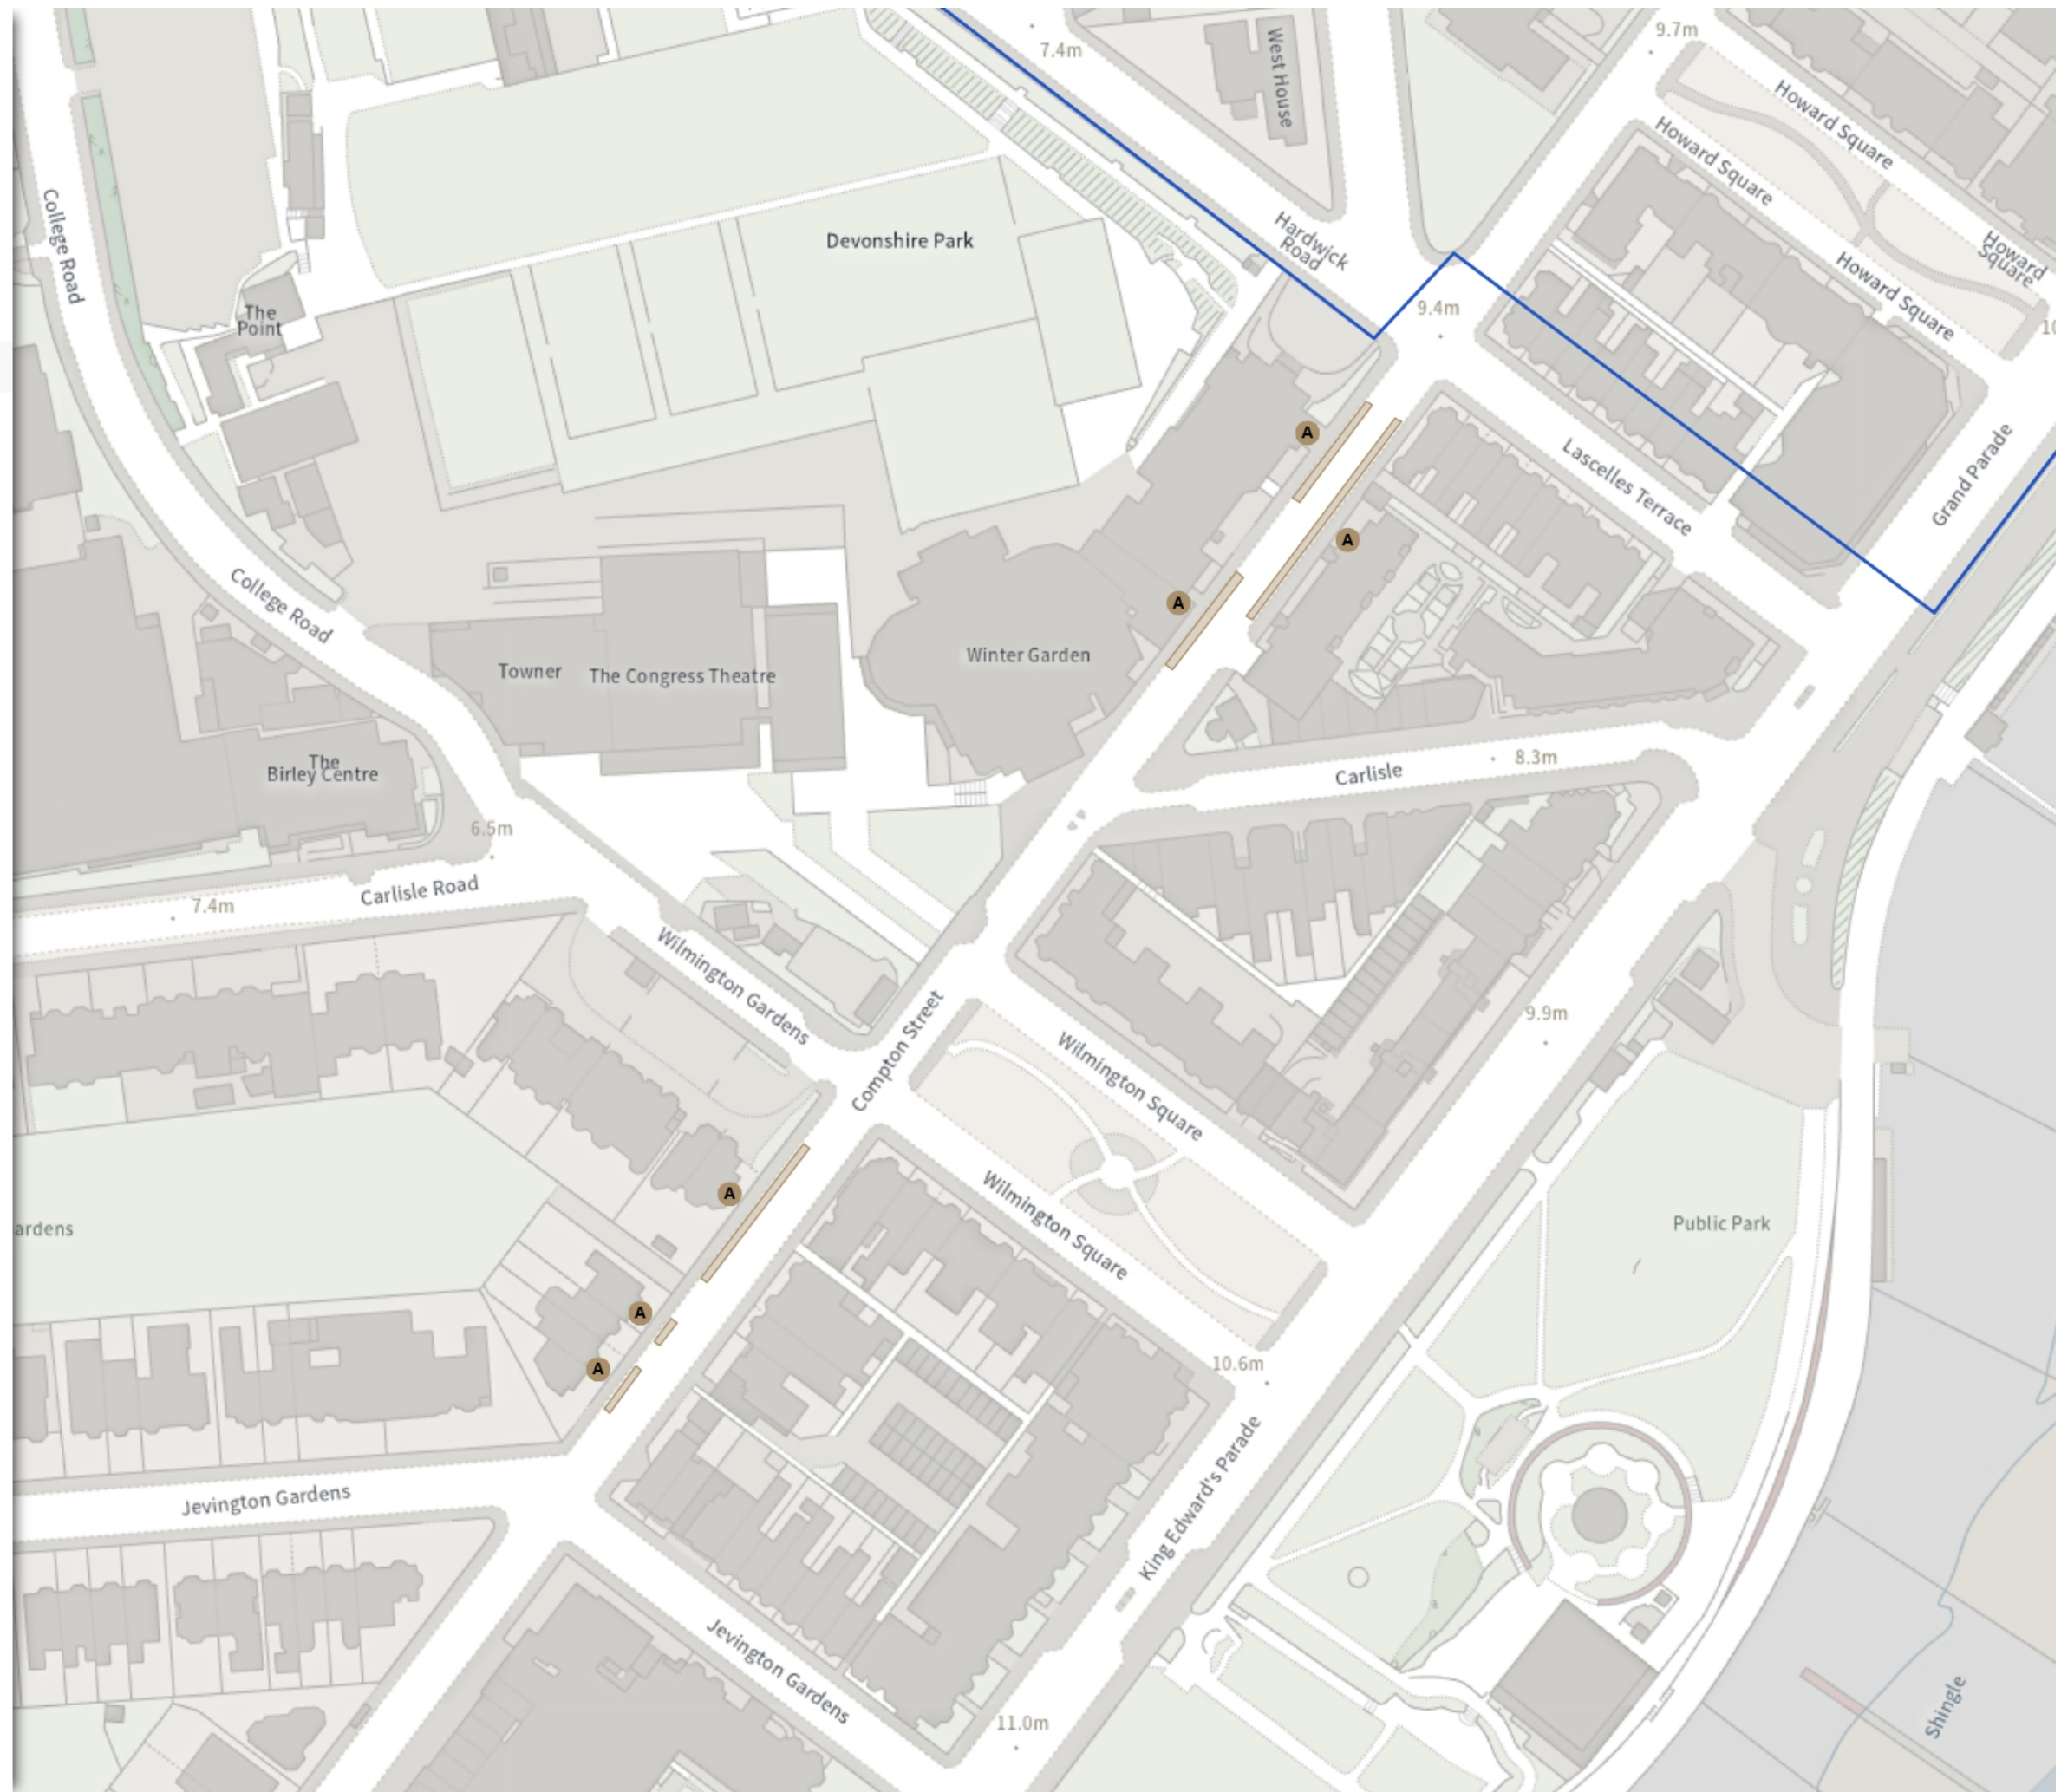 9.7m
7.4m
West House
Howard Square
Howard Square
College Road
Hardwick
Road
Devonshire Park
Howard
Square
Howard Square
The
Point
9.4m
10
Lascelles Terrace
Grand Parade
A
A
A
College Road
Winter Garden
Towner
The Congress Theatre
The
Birley Centre
Carlisle
8.3m
6.5m
Carlisle Road
7.4m
Wilmington Gardens
Compton Street
9.9m
Wilmington Square
A
ardens
Public Park
Wilmington Square
A
A
10.6m
King Edward's Parade
Jevington Gardens
Jevington Gardens
11.0m
Shingle